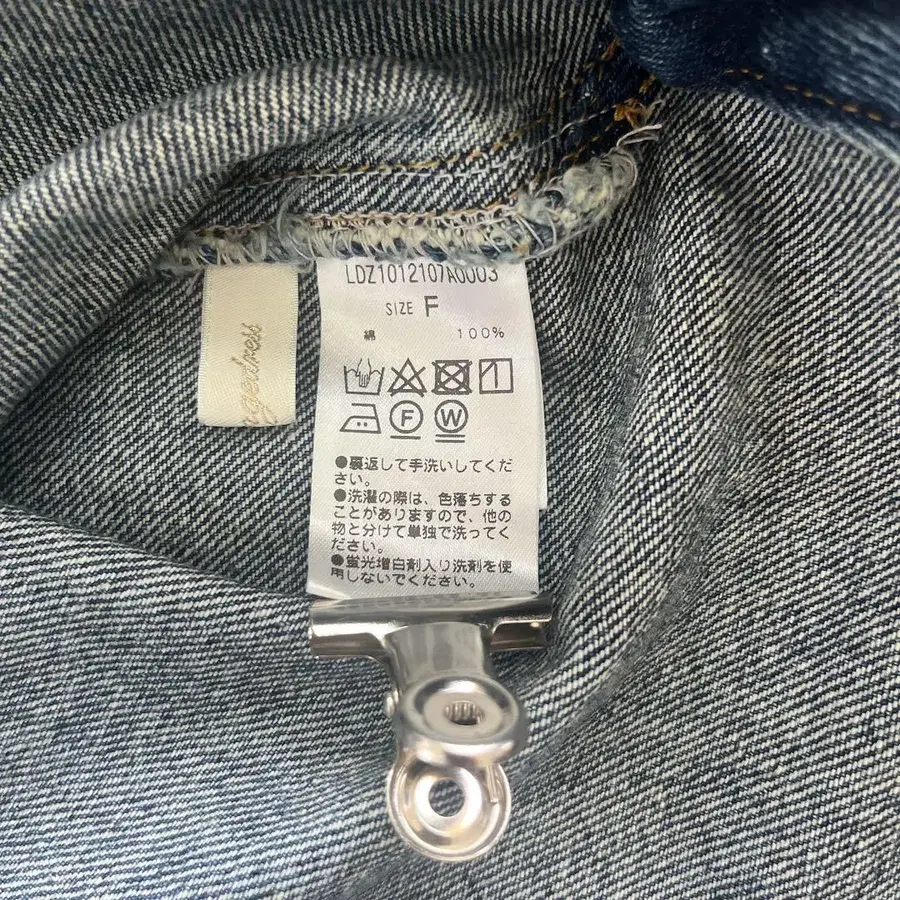 LDZ1012107A0003
SIZE F
綿 100%
F W
●裏返して手洗いしてくだ
さい。
●洗濯の際は、色落ちする
ことがありますので、他の
物と分けて単独で洗ってく
ださい。
●蛍光増白剤入り洗剤を使
用しないでください。